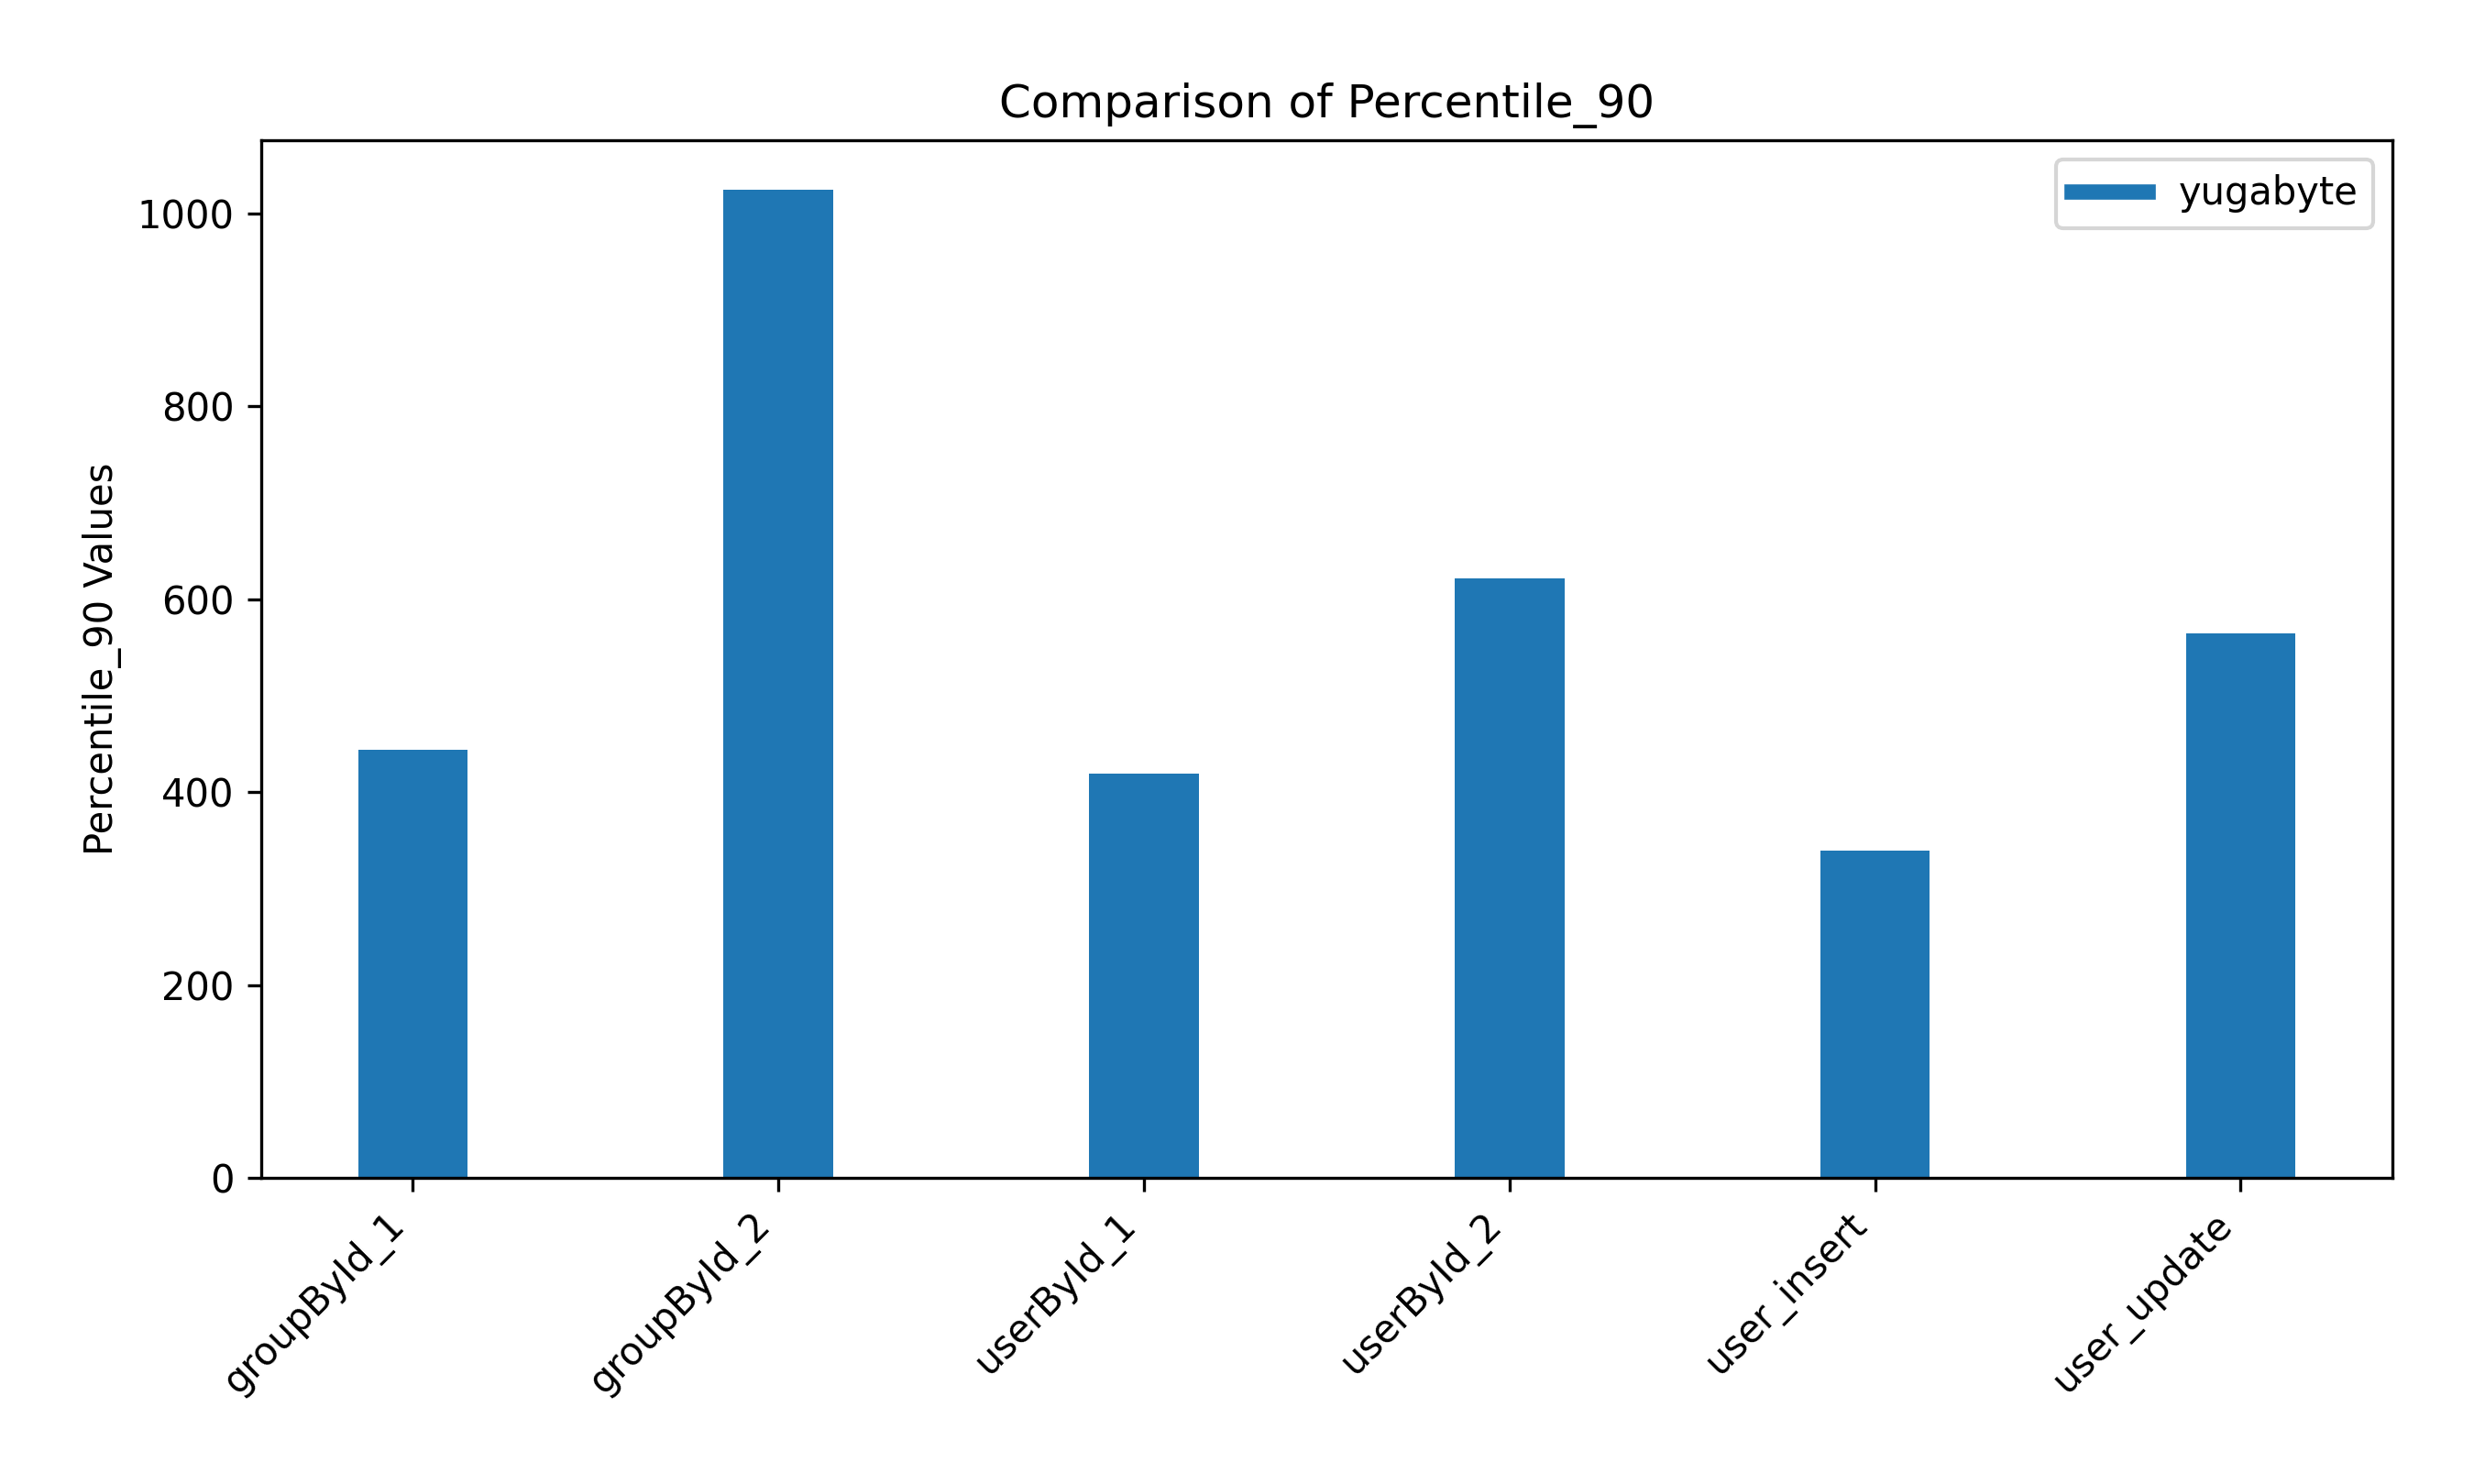 Comparison of Percentile_90
yugabyte
Percentile_90 Values
1000
800
600
400
200
0
groupById_1
groupById_2
userById_1
userById_2
user_insert
user_update